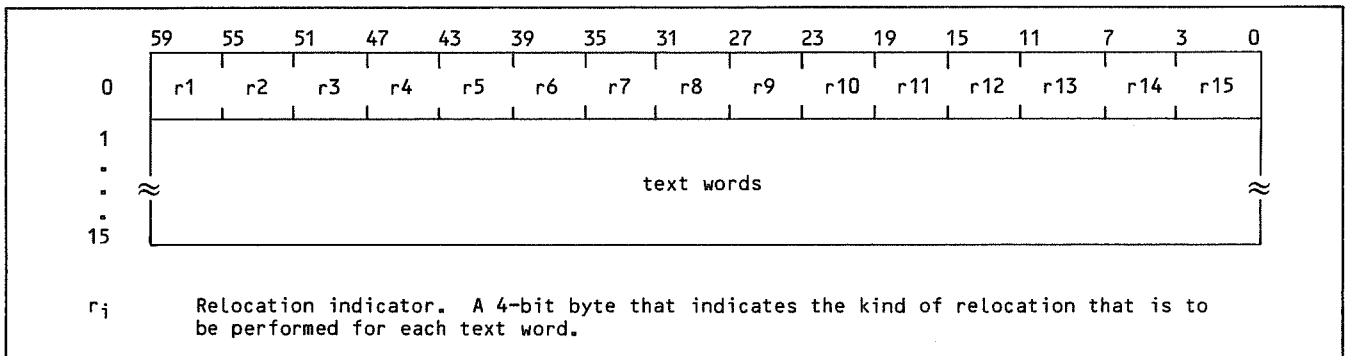 59 55 51 47 43 39 35 31 27 23 19 15 11 7 3 0
0 r1 r2 r3 r4 r5 r6 r7 r8 r9 r10 r11 r12 r13 r14 r15
1
.
.
.
text words
15
ri Relocation indicator. A 4-bit byte that indicates the kind of relocation that is to
be performed for each text word.